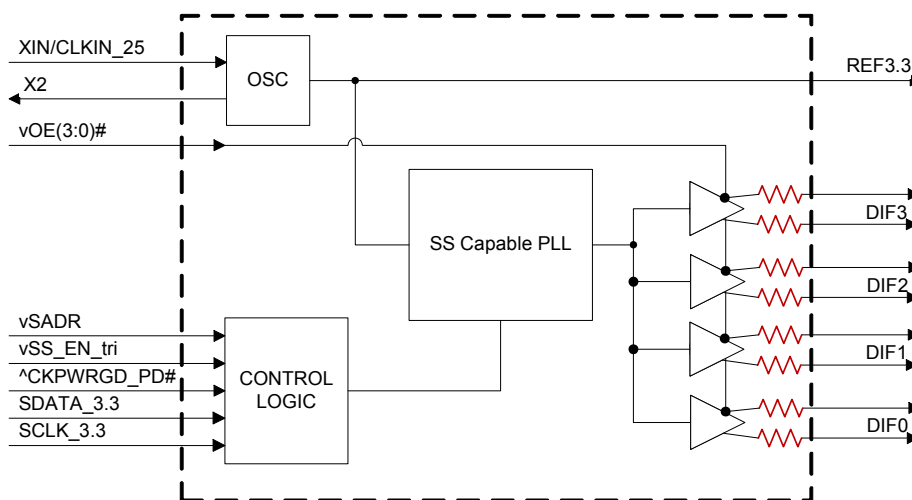 XIN/CLKIN_25
X2
vOE(3:0)#
OSC
REF3.3
SS Capable PLL
DIF3
DIF2
DIF1
DIF0
vSADR
vSS_EN_tri
^CKPWRGD_PD#
SDATA_3.3
SCLK_3.3
CONTROL
LOGIC